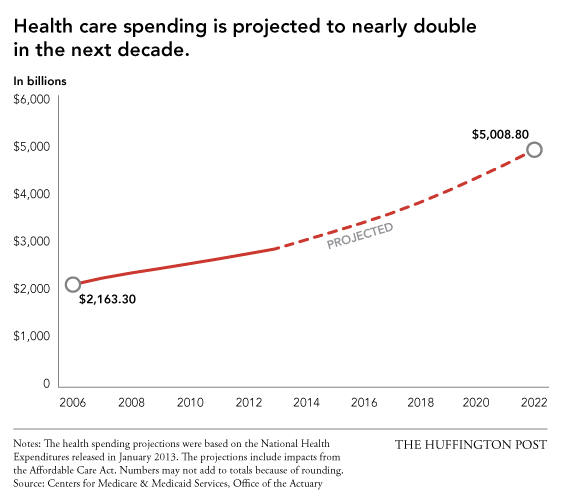 Health care spending is projected to nearly double
in the next decade.
In billions
$6,000
$5,000
$4,000
$3,000
$2,000
$1,000
0
$5,008.80
PROJECTED
$2,163.30
2006 2008 2010 2012 2014 2016 2018 2020 2022
Notes: The health spending projections were based on the National Health
Expenditures released in January 2013. The projections include impacts from
the Affordable Care Act. Numbers may not add to totals because of rounding.
Source: Centers for Medicare & Medicaid Services, Office of the Actuary
THE HUFFINGTON POST